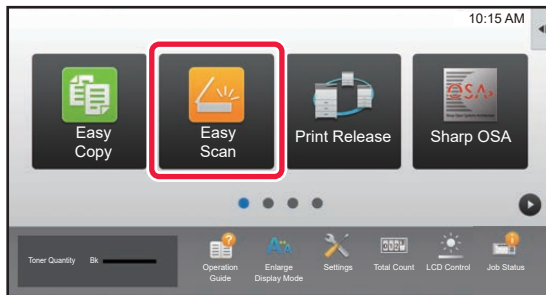 10:15 AM
Easy
Copy
Easy
Scan
Print Release
OSA
Sharp OSA
Toner Quantity Bk
Operation
Guide
Enlarge
Display Mode
Settings
Total Count
LCD Control
Job Status